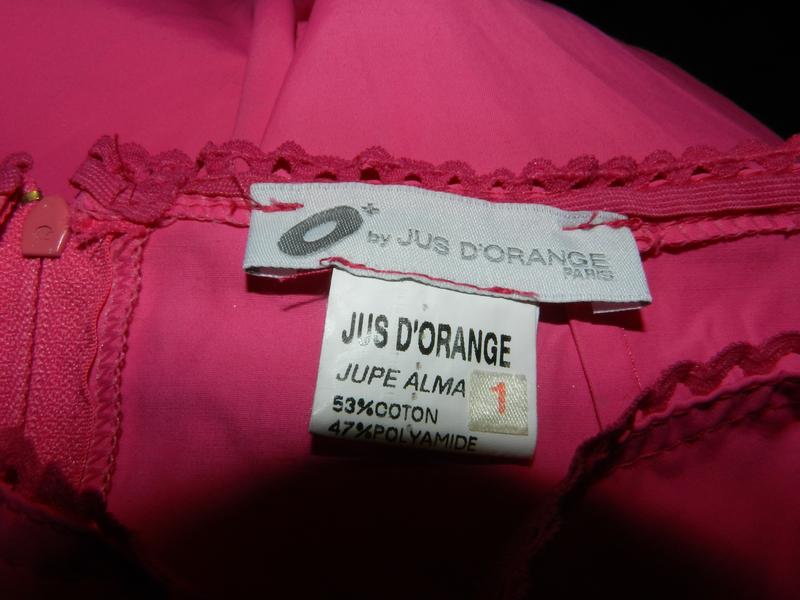 O+ by JUS D'ORANGE
PARIS
JUS D'ORANGE
JUPE ALMA
1
53%COTON
47%POLYAMIDE